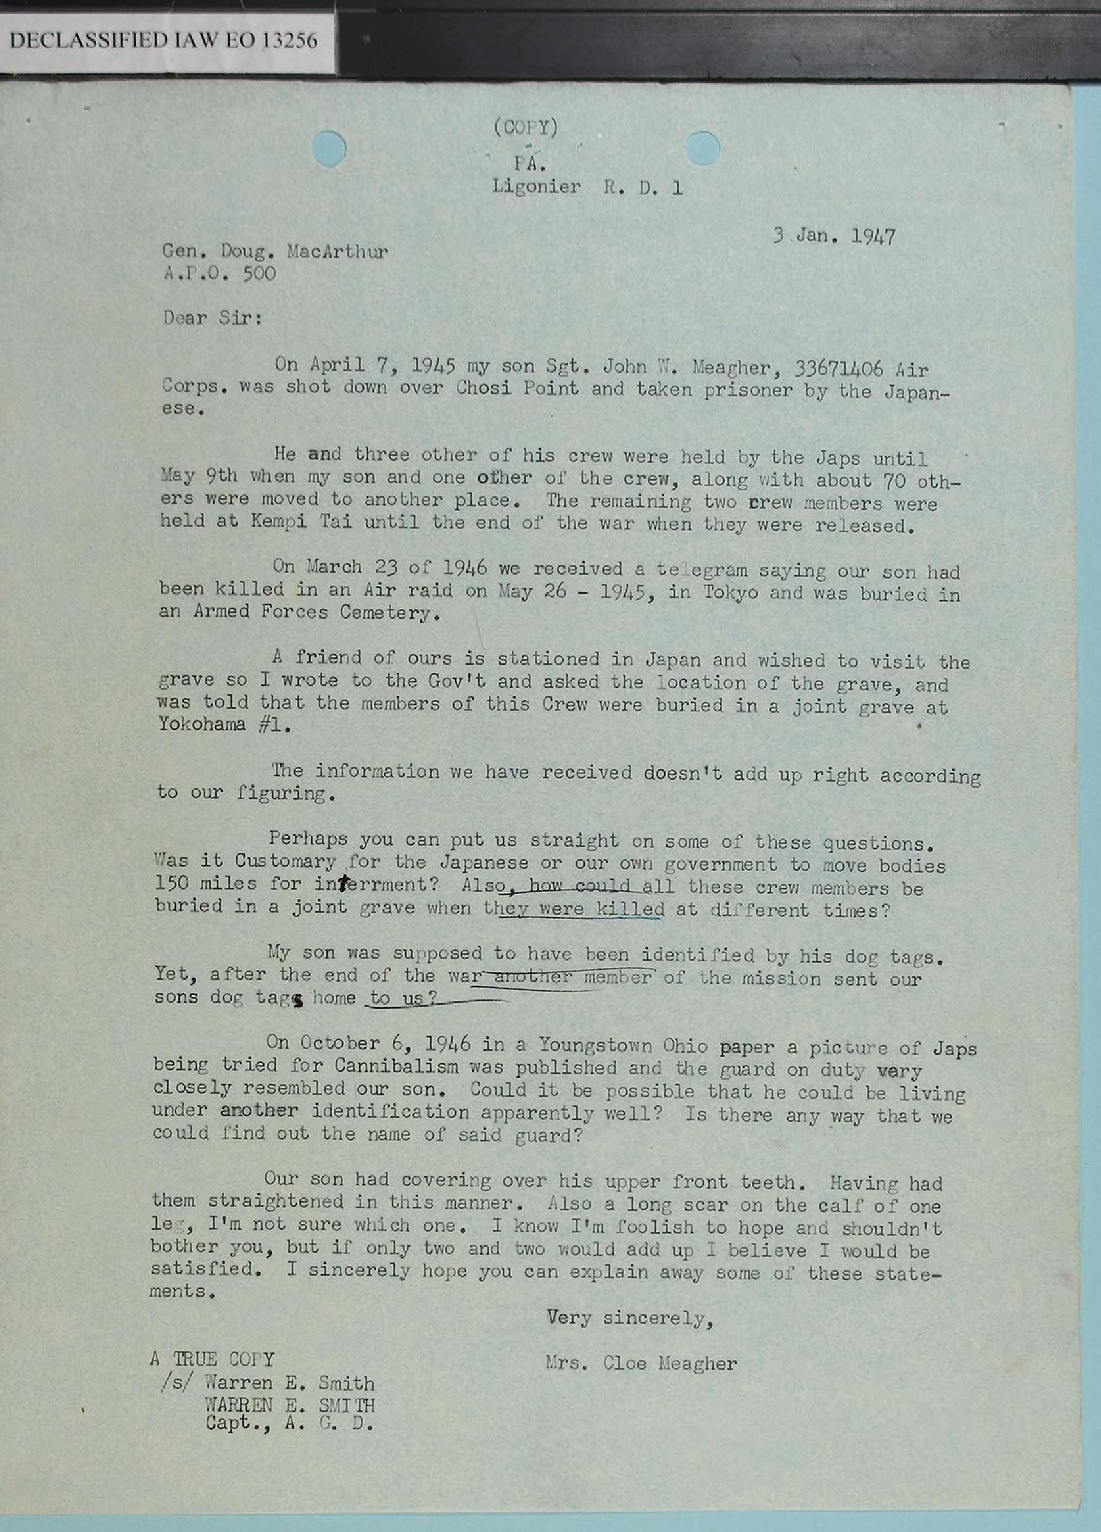 DECLASSIFIED IAW EO 13256
(COPY)
PA.
Ligonier R. D. 1
3 Jan. 1947
Gen. Doug. MacArthur
A.P.O. 500
Dear Sir:
On April 7, 1945 my son Sgt. John W. Meagher, 33671406 Air
Corps. was shot down over Chosi Point and taken prisoner by the Japan-
ese.
He and three other of his crew were held by the Japs until
May 9th when my son and one other of the crew, along with about 70 oth-
ers were moved to another place. The remaining two crew members were
held at Kempi Tai until the end of the war when they were released.
On March 23 of 1946 we received a telegram saying our son had
been killed in an Air raid on May 26 - 1945, in Tokyo and was buried in
an Armed Forces Cemetery.
A friend of ours is stationed in Japan and wished to visit the
grave so I wrote to the Gov't and asked the location of the grave, and
was told that the members of this Crew were buried in a joint grave at
Yokohama #1.
The information we have received doesn't add up right according
to our figuring.
Perhaps you can put us straight on some of these questions.
Was it Customary for the Japanese or our own government to move bodies
150 miles for interrment? Also, how could all these crew members be
buried in a joint grave when they were killed at different times?
My son was supposed to have been identified by his dog tags.
Yet, after the end of the war another member of the mission sent our
sons dog tags home to us?
On October 6, 1946 in a Youngstown Ohio paper a picture of Japs
being tried for Cannibalism was published and the guard on duty very
closely resembled our son. Could it be possible that he could be living
under another identification apparently well? Is there any way that we
could find out the name of said guard?
Our son had covering over his upper front teeth. Having had
them straightened in this manner. Also a long scar on the calf of one
leg, I'm not sure which one. I know I'm foolish to hope and shouldn't
bother you, but if only two and two would add up I believe I would be
satisfied. I sincerely hope you can explain away some of these state-
ments.
Very sincerely,
Mrs. Cloe Meagher
A TRUE COPY
/s/ Warren E. Smith
WARREN E. SMITH
Capt., A. G. D.